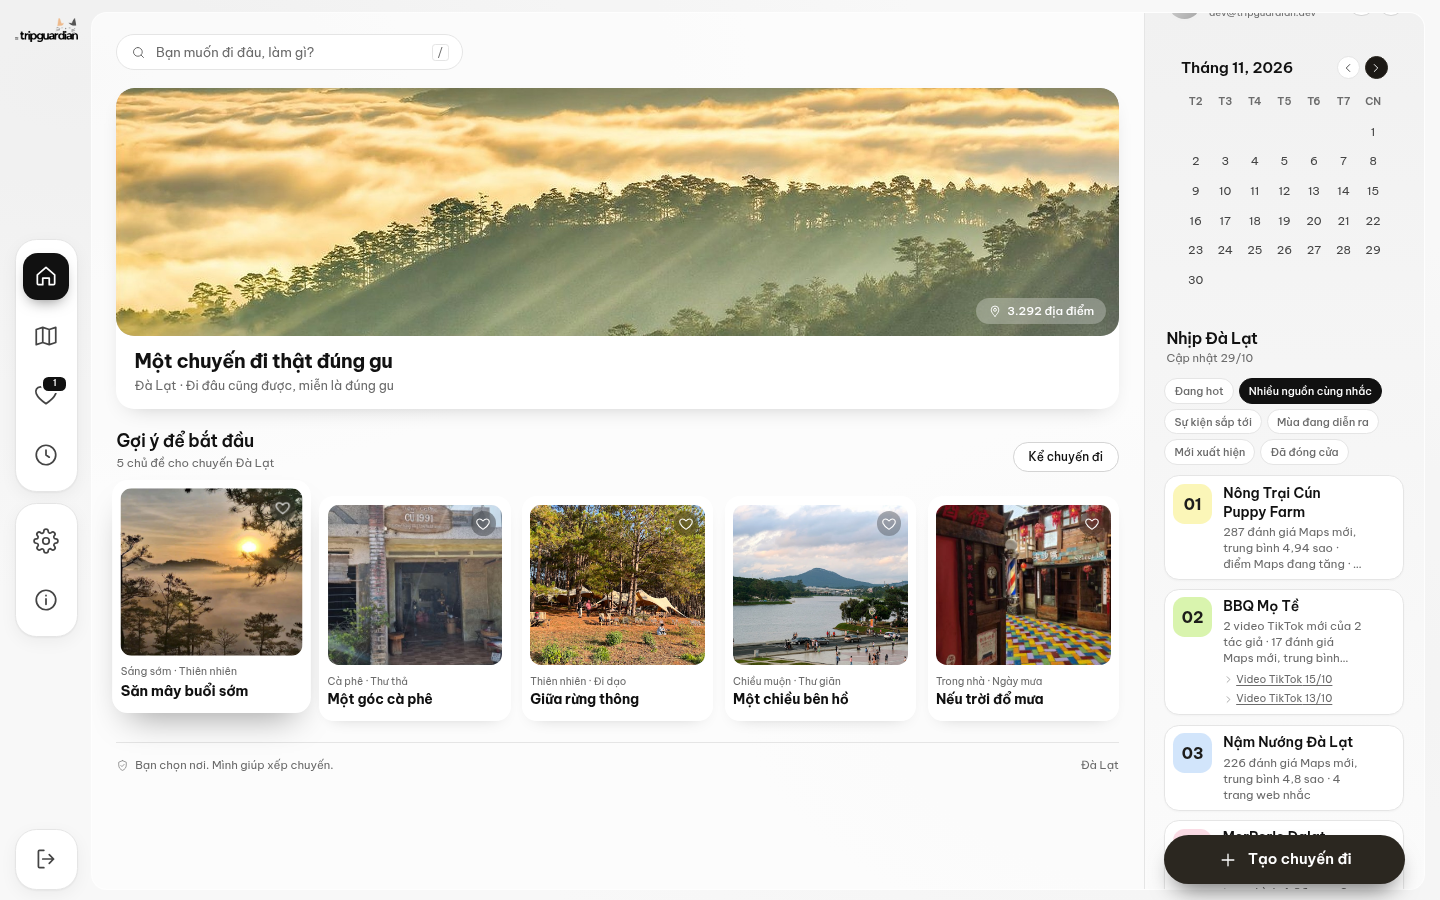 tripguardian
Bạn muốn đi đâu, làm gì?
/
3.292 địa điểm
Một chuyến đi thật đúng gu
Đà Lạt · Đi đâu cũng được, miễn là đúng gu
1
Gợi ý để bắt đầu
5 chủ đề cho chuyến Đà Lạt
Kể chuyến đi
CŨ 1991
Sáng sớm · Thiên nhiên
Săn mây buổi sớm
Cà phê · Thư thả
Một góc cà phê
Thiên nhiên · Đi dạo
Giữa rừng thông
Chiều muộn · Thư giãn
Một chiều bên hồ
Trong nhà · Ngày mưa
Nếu trời đổ mưa
Bạn chọn nơi. Mình giúp xếp chuyến.
Đà Lạt
dev@tripguardian.dev
Tháng 11, 2026
T2 T3 T4 T5 T6 T7 CN
1
2 3 4 5 6 7 8
9 10 11 12 13 14 15
16 17 18 19 20 21 22
23 24 25 26 27 28 29
30
Nhịp Đà Lạt
Cập nhật 29/10
Đang hot
Nhiều nguồn cùng nhắc
Sự kiện sắp tới
Mùa đang diễn ra
Mới xuất hiện
Đã đóng cửa
01
Nông Trại Cún
Puppy Farm
287 đánh giá Maps mới,
trung bình 4,94 sao ·
điểm Maps đang tăng · ...
02
BBQ Mọ Tề
2 video TikTok mới của 2
tác giả · 17 đánh giá
Maps mới, trung bình...
Video TikTok 15/10
Video TikTok 13/10
03
Nậm Nướng Đà Lạt
226 đánh giá Maps mới,
trung bình 4,8 sao · 4
trang web nhắc
Tạo chuyến đi